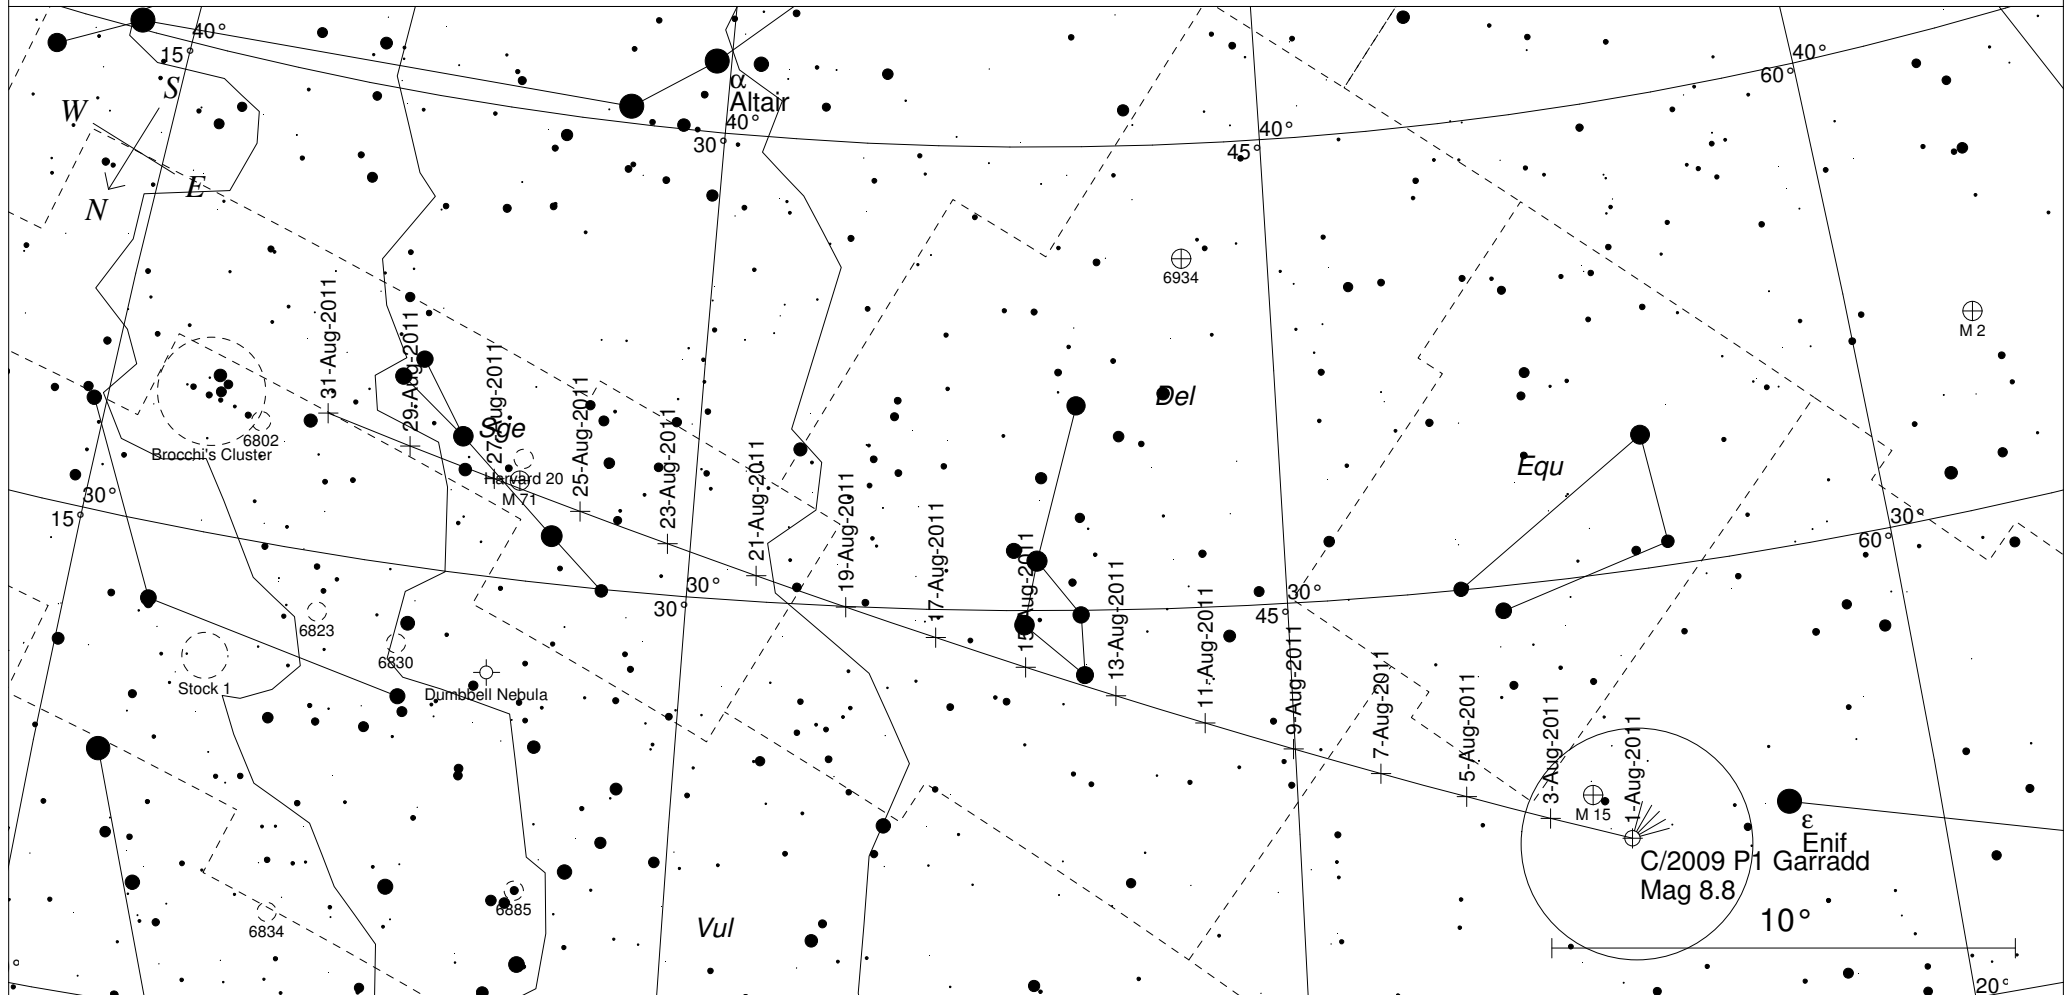 40°
15°
S
W
E
N
α
Altair
40°
30°
40°
45°
40°
60°
6934
M 2
31-Aug-2011
29-Aug-2011
27-Aug-2011
25-Aug-2011
23-Aug-2011
21-Aug-2011
19-Aug-2011
17-Aug-2011
15-Aug-2011
13-Aug-2011
11-Aug-2011
9-Aug-2011
7-Aug-2011
5-Aug-2011
3-Aug-2011
1-Aug-2011
Del
Sge
6802
Brocchi's Cluster
Harvard 20
M 71
Equ
30°
15°
30°
30°
30°
45°
30°
60°
6823
6830
Stock 1
Dumbbell Nebula
M 15
ε
Enif
C/2009 P1 Garradd
Mag 8.8
10°
6885
6834
Vul
20°